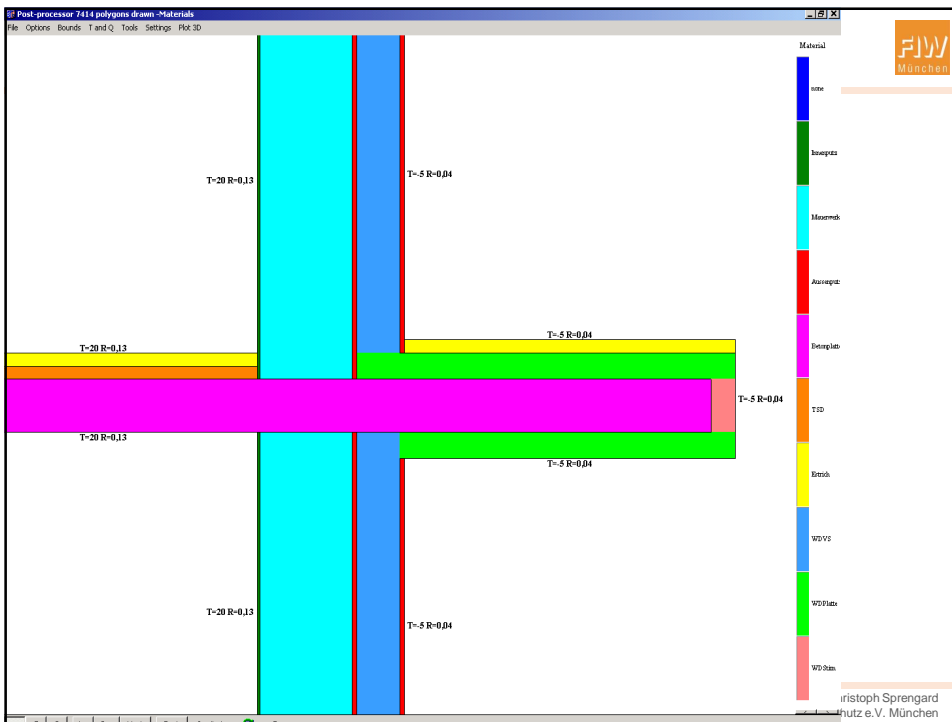 Post-processor 7414 polygons drawn -Materials
File Options Bounds T and Q Tools Settings Plot 3D
Material
none
Innenputz
Mauerwerk
Aussenputz
Betonplatte
TSD
Estrich
WDVS
WDPlatte
WDStirn
T=20 R=0,13
T=-5 R=0,04
T=20 R=0,13
T=-5 R=0,04
T=-5 R=0,04
T=20 R=0,13
T=-5 R=0,04
T=20 R=0,13
T=-5 R=0,04
FIW
München
ristoph Sprengard
hutz e.V. München